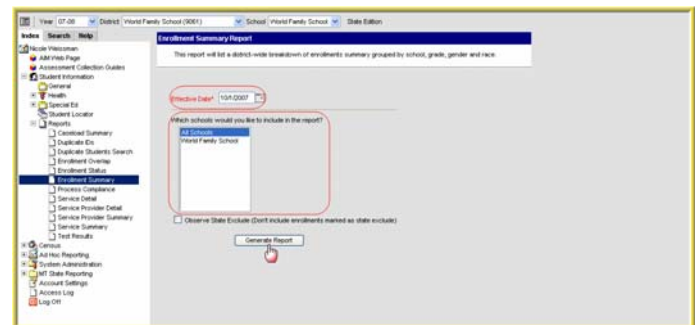 Year 07-08 District World Family School (9061) School World Family School State Edition
Index Search Help
Nicole Weissman
AIM Web Page
Assessment Collection Guides
Student Information
General
Health
Special Ed
Student Locator
Reports
Caseload Summary
Duplicate IDs
Duplicate Students Search
Enrollment Overlap
Enrollment Status
Enrollment Summary
Process Compliance
Service Detail
Service Provider Detail
Service Provider Summary
Service Summary
Test Results
Census
Ad Hoc Reporting
System Administration
MT State Reporting
Account Settings
Access Log
Log Off
Enrollment Summary Report
This report will list a district-wide breakdown of enrollments summary grouped by school, grade, gender and race.
Effective Date* 10/1/2007
Which schools would you like to include in the report?
All Schools
World Family School
Observe State Exclude (Don't include enrollments marked as state exclude)
Generate Report